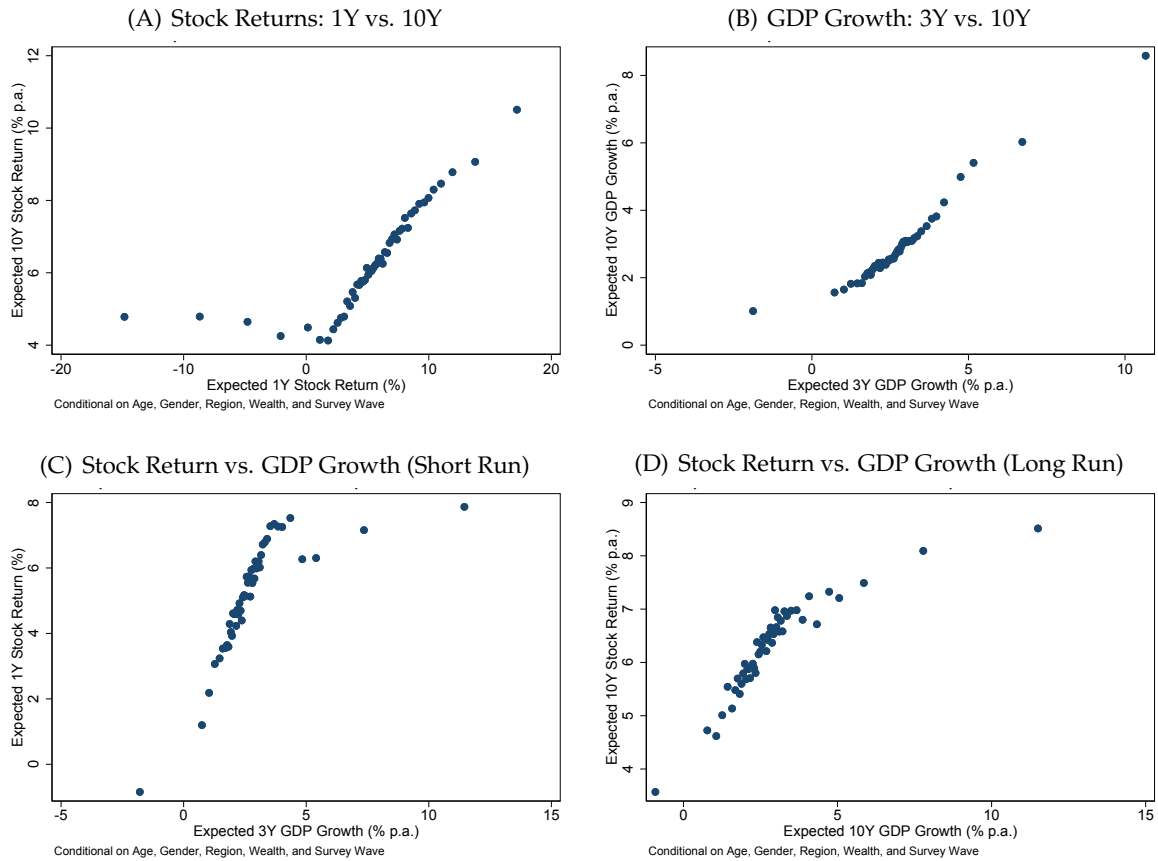 (A) Stock Returns: 1Y vs. 10Y
Expected 10Y Stock Return (% p.a.)
12
10
8
6
4
-20 -10 0 10 20
Expected 1Y Stock Return (%)
Conditional on Age, Gender, Region, Wealth, and Survey Wave
(B) GDP Growth: 3Y vs. 10Y
Expected 10Y GDP Growth (% p.a.)
8
6
4
2
0
-5 0 5 10
Expected 3Y GDP Growth (% p.a.)
Conditional on Age, Gender, Region, Wealth, and Survey Wave
(C) Stock Return vs. GDP Growth (Short Run)
Expected 1Y Stock Return (%)
8
6
4
2
0
-5 0 5 10 15
Expected 3Y GDP Growth (% p.a.)
Conditional on Age, Gender, Region, Wealth, and Survey Wave
(D) Stock Return vs. GDP Growth (Long Run)
Expected 10Y Stock Return (% p.a.)
9
8
7
6
5
4
0 5 10 15
Expected 10Y GDP Growth (% p.a.)
Conditional on Age, Gender, Region, Wealth, and Survey Wave